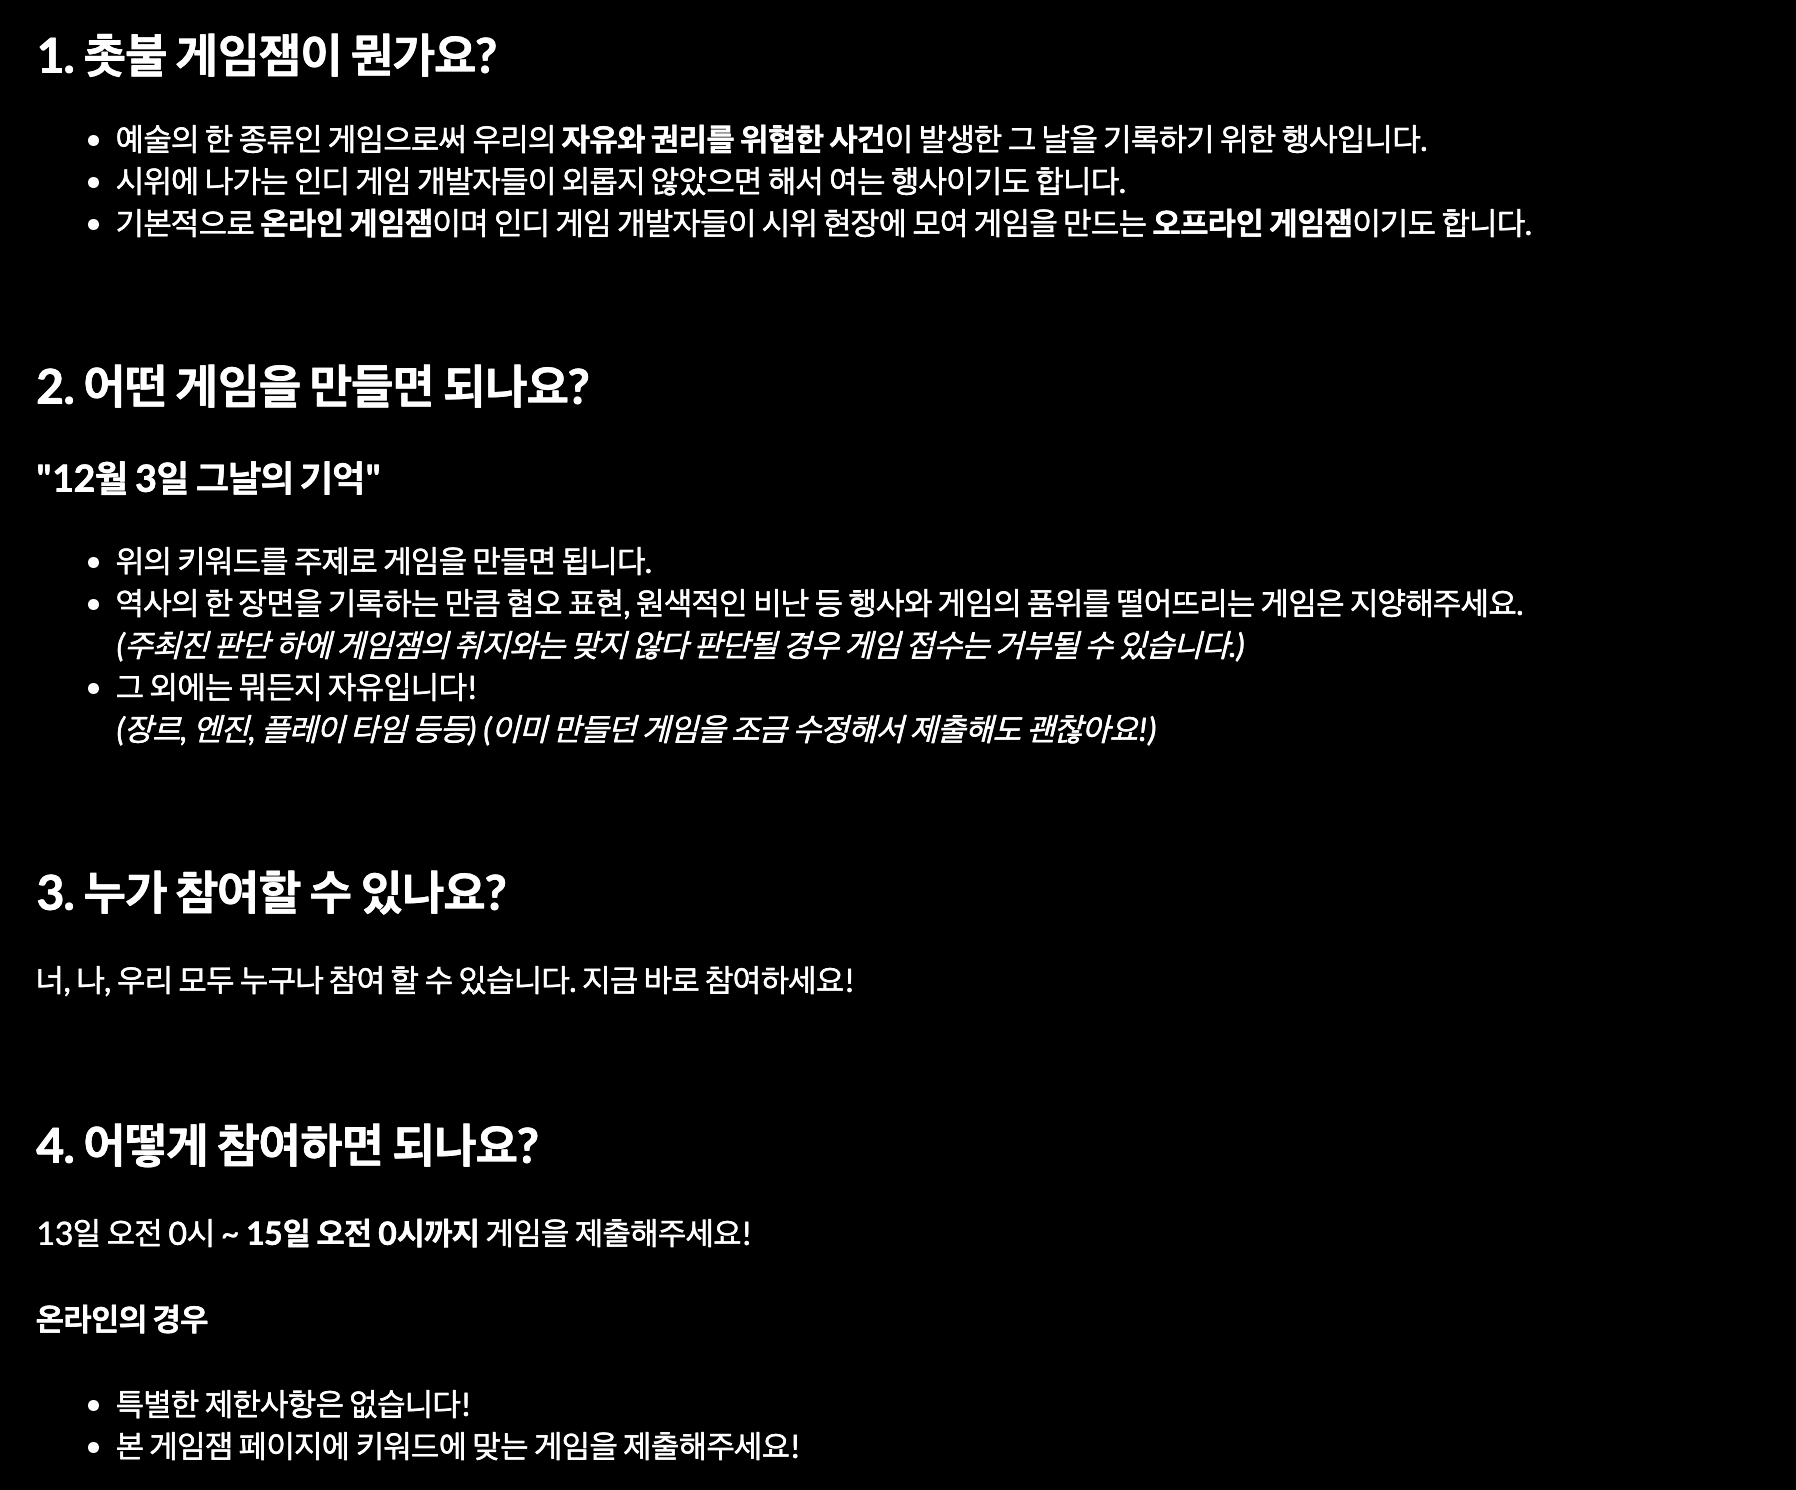 1. 촛불 게임잼이 뭔가요?
• 예술의 한 종류인 게임으로써 우리의 자유와 권리를 위협한 사건이 발생한 그 날을 기록하기 위한 행사입니다.
• 시위에 나가는 인디 게임 개발자들이 외롭지 않았으면 해서 여는 행사이기도 합니다.
• 기본적으로 온라인 게임잼이며 인디 게임 개발자들이 시위 현장에 모여 게임을 만드는 오프라인 게임잼이기도 합니다.
2. 어떤 게임을 만들면 되나요?
"12월 3일 그날의 기억"
• 위의 키워드를 주제로 게임을 만들면 됩니다.
• 역사의 한 장면을 기록하는 만큼 혐오 표현, 원색적인 비난 등 행사와 게임의 품위를 떨어뜨리는 게임은 지양해주세요.
(주최진 판단 하에 게임잼의 취지와는 맞지 않다 판단될 경우 게임 접수는 거부될 수 있습니다.)
• 그 외에는 뭐든지 자유입니다!
(장르, 엔진, 플레이 타임 등등) (이미 만들던 게임을 조금 수정해서 제출해도 괜찮아요!)
3. 누가 참여할 수 있나요?
너, 나, 우리 모두 누구나 참여 할 수 있습니다. 지금 바로 참여하세요!
4. 어떻게 참여하면 되나요?
13일 오전 0시 ~ 15일 오전 0시까지 게임을 제출해주세요!
온라인의 경우
• 특별한 제한사항은 없습니다!
• 본 게임잼 페이지에 키워드에 맞는 게임을 제출해주세요!